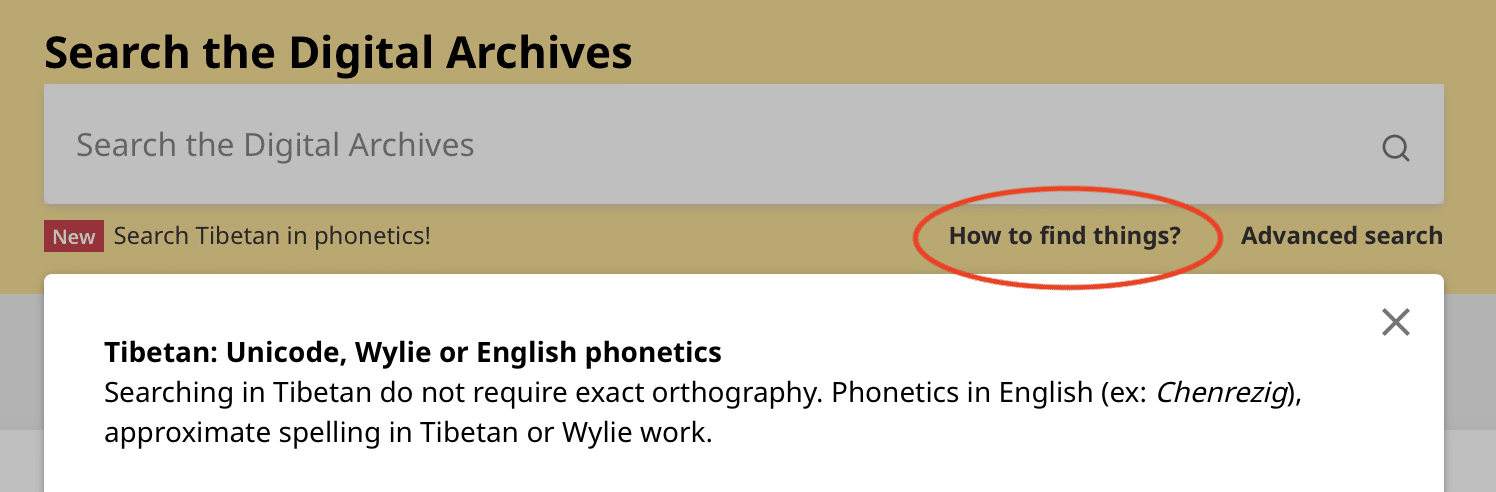 Search the Digital Archives
Search the Digital Archives
New Search Tibetan in phonetics! How to find things? Advanced search
Tibetan: Unicode, Wylie or English phonetics
Searching in Tibetan do not require exact orthography. Phonetics in English (ex: Chenrezig),
approximate spelling in Tibetan or Wylie work.